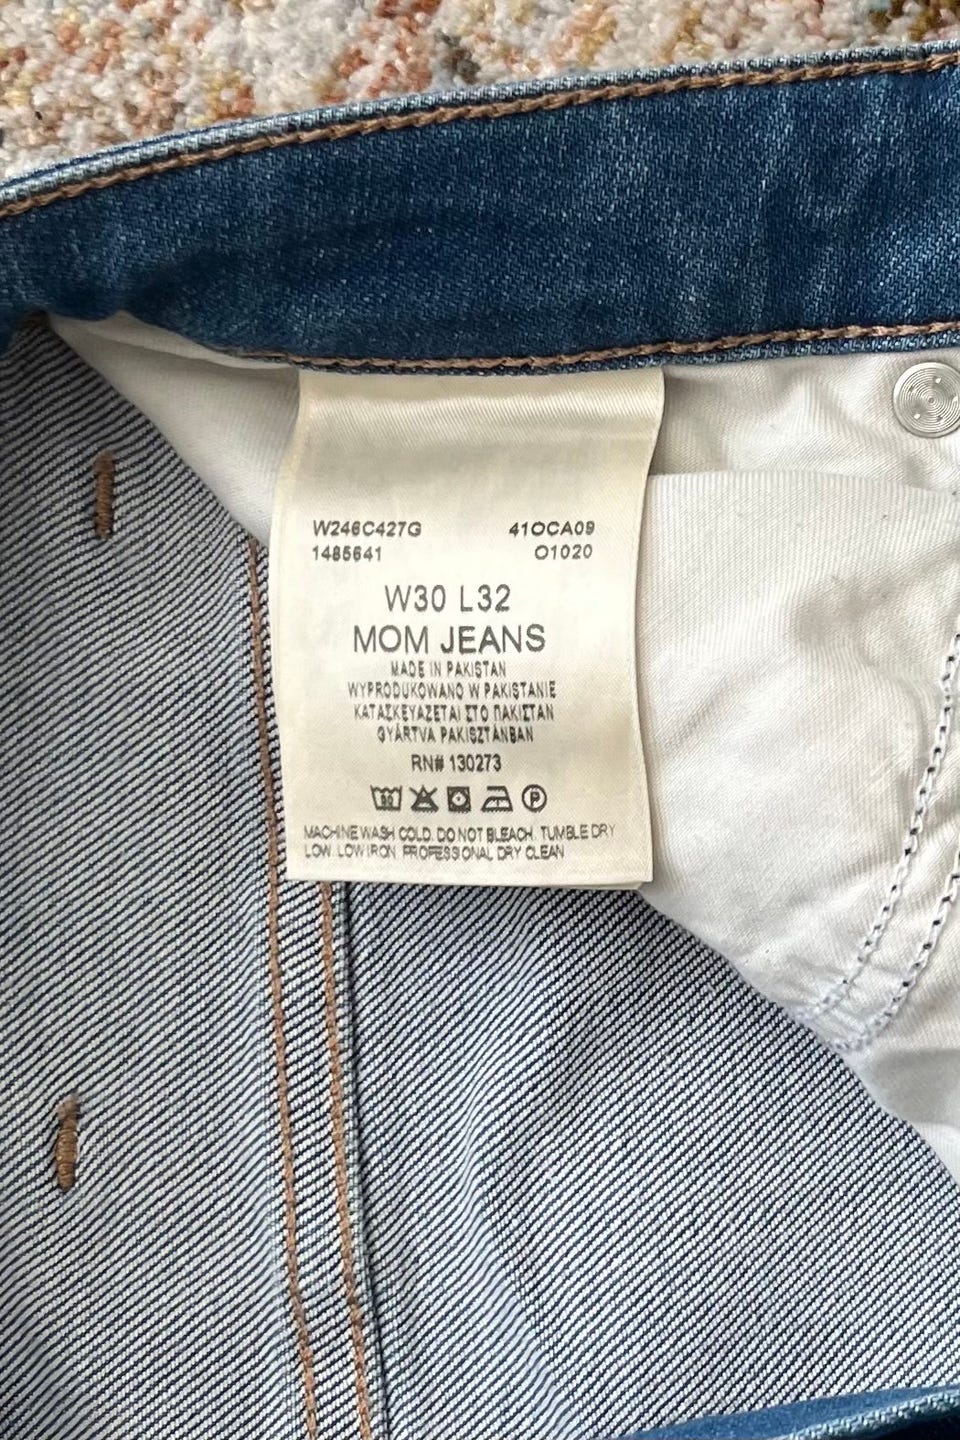 W246C427G 41OCA09
1485641 O1020
W30 L32
MOM JEANS
MADE IN PAKISTAN
WYPRODUKOWANO W PAKISTANIE
ΚΑΤΑΣΚΕΥΑΖΕΤΑΙ ΣΤΟ ΠΑΚΙΣΤΑΝ
GYÁRTVA PAKISZTÁNBAN
RN# 130273
30 P
MACHINE WASH COLD. DO NOT BLEACH. TUMBLE DRY
LOW. LOW IRON. PROFESSIONAL DRY CLEAN